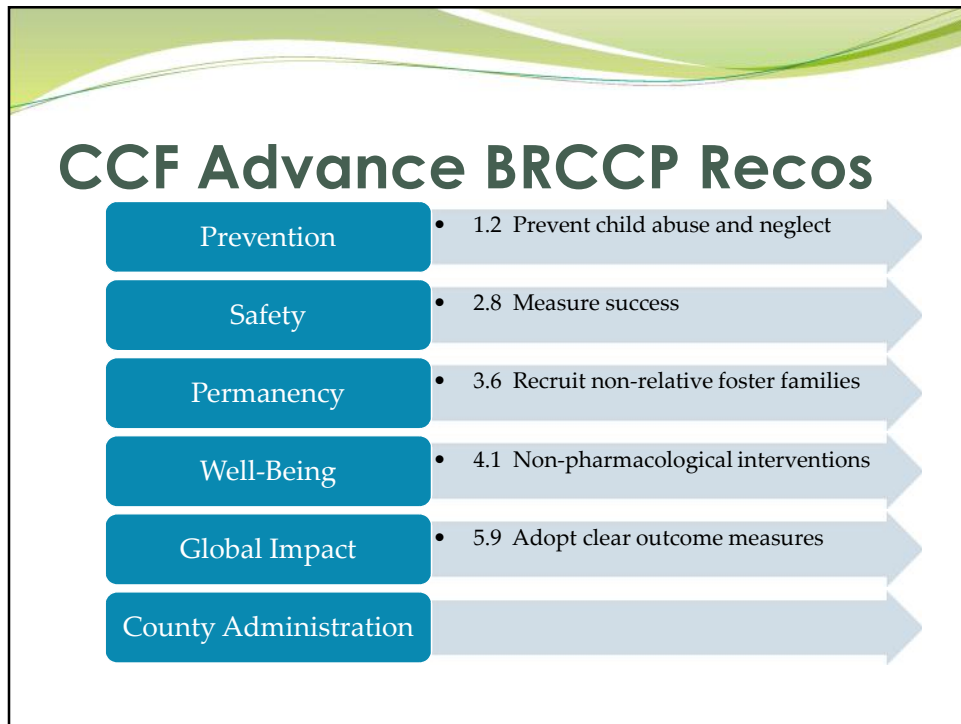 CCF Advance BRCCP Recos
Prevention
• 1.2 Prevent child abuse and neglect
Safety
• 2.8 Measure success
Permanency
• 3.6 Recruit non-relative foster families
Well-Being
• 4.1 Non-pharmacological interventions
Global Impact
• 5.9 Adopt clear outcome measures
County Administration